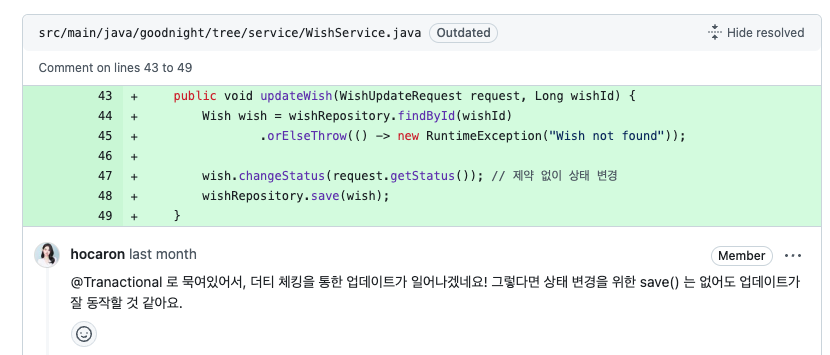 src/main/java/goodnight/tree/service/WishService.java Outdated Hide resolved
Comment on lines 43 to 49
43 + public void updateWish(WishUpdateRequest request, Long wishId) {
44 + Wish wish = wishRepository.findById(wishId)
45 + .orElseThrow(() -> new RuntimeException("Wish not found"));
46 +
47 + wish.changeStatus(request.getStatus()); // 제약 없이 상태 변경
48 + wishRepository.save(wish);
49 + }
hocaron last month Member
@Tranactional 로 묶여있어서, 더티 체킹을 통한 업데이트가 일어나겠네요! 그렇다면 상태 변경을 위한 save() 는 없어도 업데이트가
잘 동작할 것 같아요.